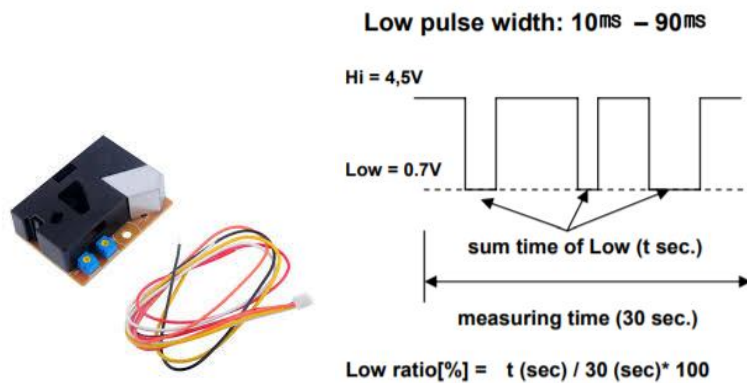 Low pulse width: 10ms – 90ms
Hi = 4,5V
Low = 0.7V
sum time of Low (t sec.)
measuring time (30 sec.)
Low ratio[%] = t (sec) / 30 (sec)* 100